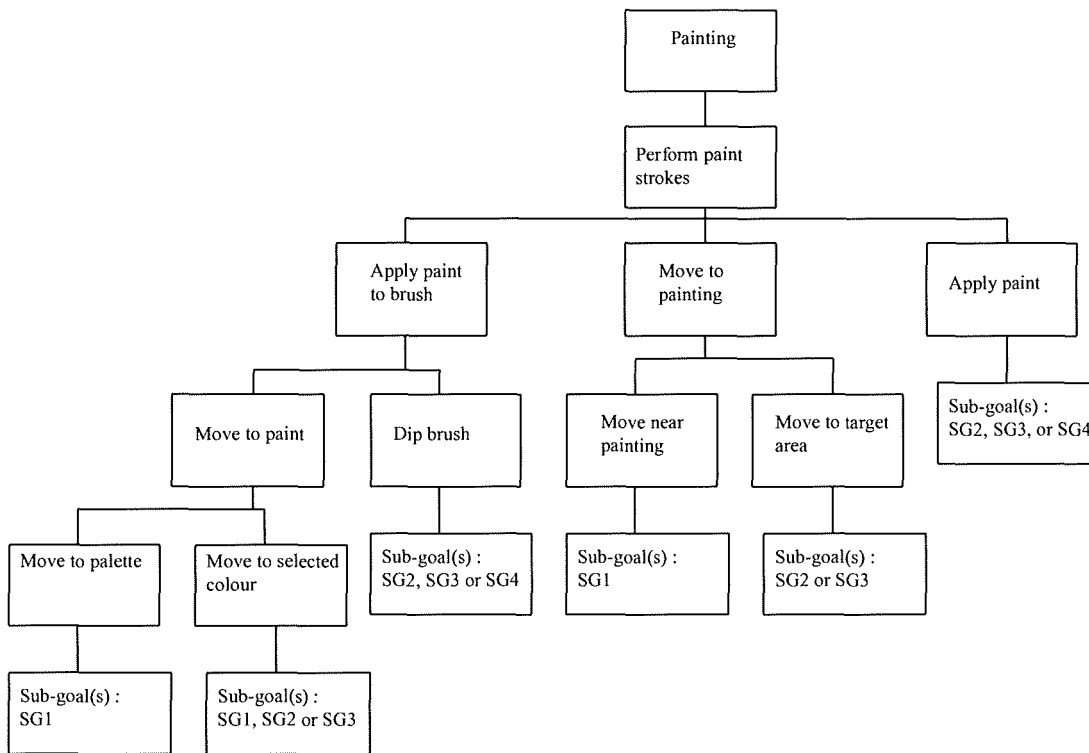 Painting
Perform paint
strokes
Apply paint
to brush
Move to
painting
Apply paint
Move to paint
Dip brush
Move near
painting
Move to target
area
Sub-goal(s) :
SG2, SG3, or SG4
Move to palette
Move to selected
colour
Sub-goal(s) :
SG2, SG3 or SG4
Sub-goal(s) :
SG1
Sub-goal(s) :
SG2 or SG3
Sub-goal(s) :
SG1
Sub-goal(s) :
SG1, SG2 or SG3